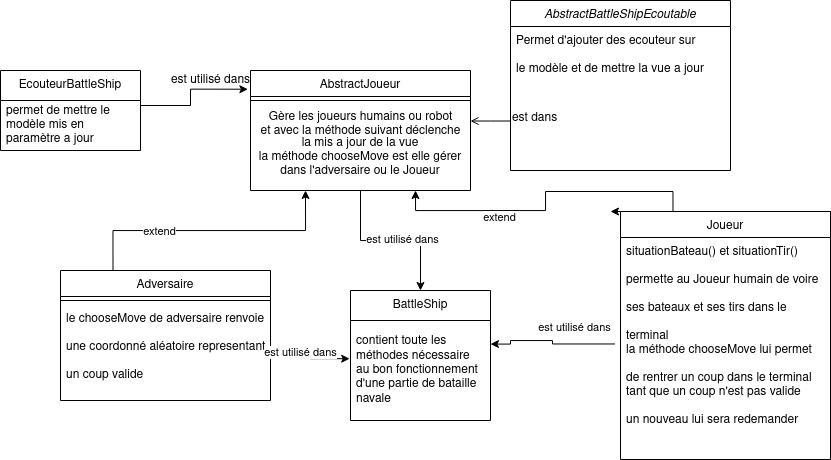 AbstractBattleShipEcoutable
Permet d'ajouter des ecouteur sur
le modèle et de mettre la vue a jour
est dans
EcouteurBattleShip
permet de mettre le
modèle mis en
paramètre a jour
est utilisé dans
AbstractJoueur
Gère les joueurs humains ou robot
et avec la méthode suivant déclenche
la mis a jour de la vue
la méthode chooseMove est elle gérer
dans l'adversaire ou le Joueur
extend
est utilisé dans
extend
Joueur
situationBateau() et situationTir()
permette au Joueur humain de voire
ses bateaux et ses tirs dans le
terminal
la méthode chooseMove lui permet
de rentrer un coup dans le terminal
tant que un coup n'est pas valide
un nouveau lui sera redemander
Adversaire
le chooseMove de adversaire renvoie
une coordonné aléatoire representant
un coup valide
est utilisé dans
BattleShip
contient toute les
méthodes nécessaire
au bon fonctionnement
d'une partie de bataille
navale
est utilisé dans